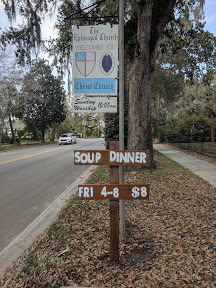 The
Episcopal Church
WELCOMES YOU
Christ Church
Sunday
Worship 10:00AM
SOUP DINNER
FRI 4-8 $8